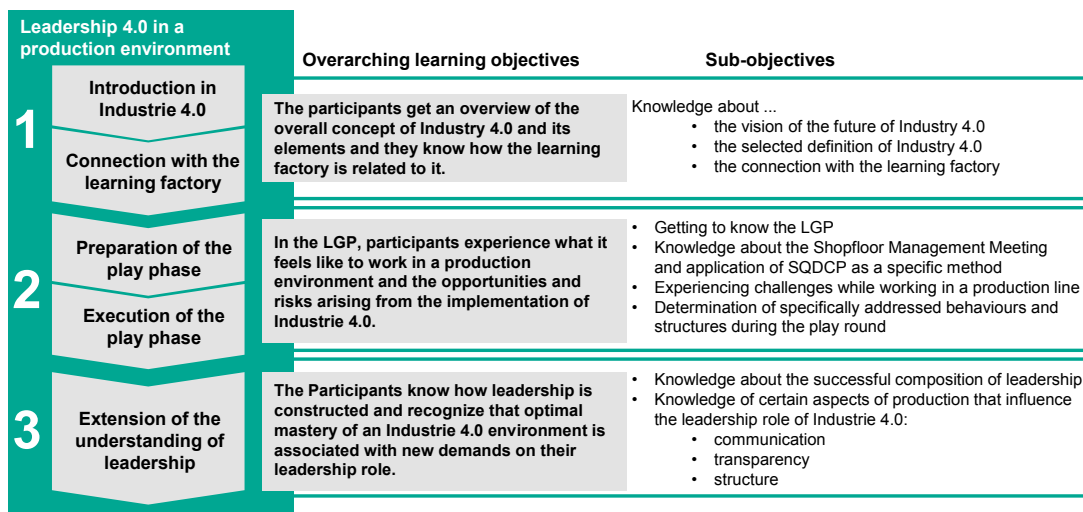 Leadership 4.0 in a
production environment
Overarching learning objectives
Sub-objectives
1
Introduction in
Industrie 4.0
Connection with the
learning factory
The participants get an overview of the
overall concept of Industry 4.0 and its
elements and they know how the learning
factory is related to it.
Knowledge about ...
• the vision of the future of Industry 4.0
• the selected definition of Industry 4.0
• the connection with the learning factory
2
Preparation of the
play phase
Execution of the
play phase
In the LGP, participants experience what it
feels like to work in a production
environment and the opportunities and
risks arising from the implementation of
Industrie 4.0.
• Getting to know the LGP
• Knowledge about the Shopfloor Management Meeting
and application of SQDCP as a specific method
• Experiencing challenges while working in a production line
• Determination of specifically addressed behaviours and
structures during the play round
3
Extension of the
understanding of
leadership
The Participants know how leadership is
constructed and recognize that optimal
mastery of an Industrie 4.0 environment is
associated with new demands on their
leadership role.
• Knowledge about the successful composition of leadership
• Knowledge of certain aspects of production that influence
the leadership role of Industrie 4.0:
• communication
• transparency
• structure